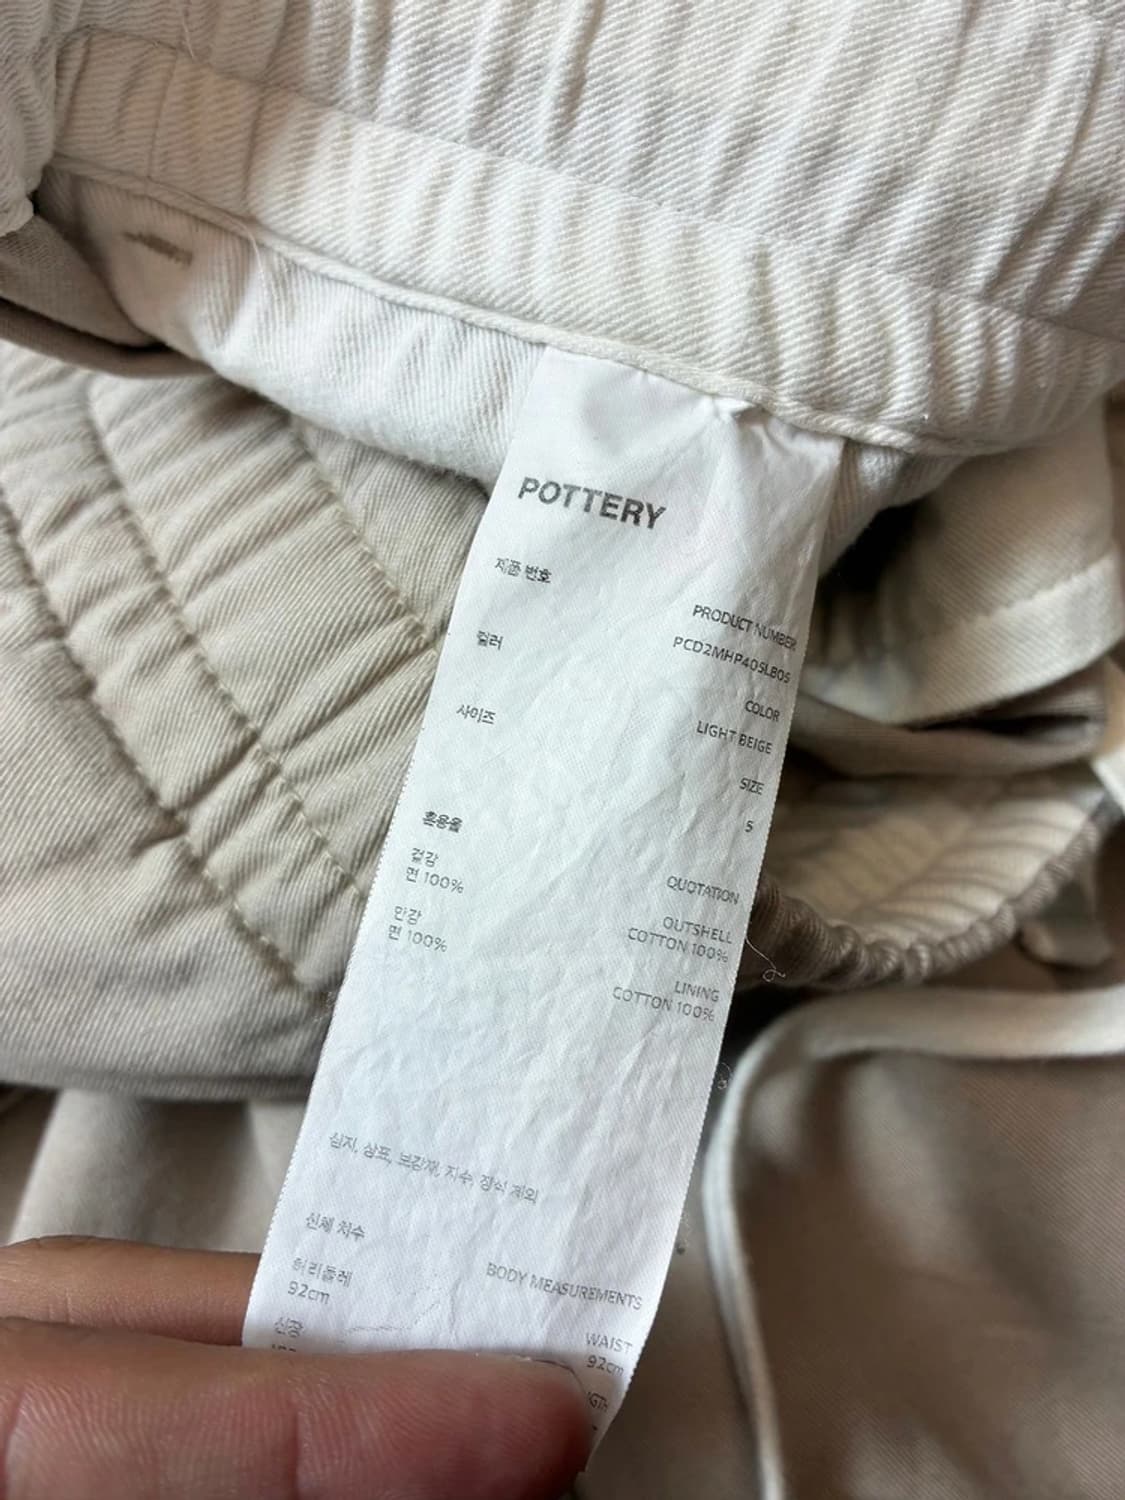 POTTERY
제품 번호
PRODUCT NUMBER
PCD2MHP405LB05
컬러
COLOR
LIGHT BEIGE
사이즈
SIZE
S
혼용율
QUOTATION
겉감
면 100%
OUTSHELL
COTTON 100%
안감
면 100%
LINING
COTTON 100%
심지, 상표, 보강재, 자수, 장식 제외
신체 치수
BODY MEASUREMENTS
허리둘레
92cm
WAIST
92cm
신장